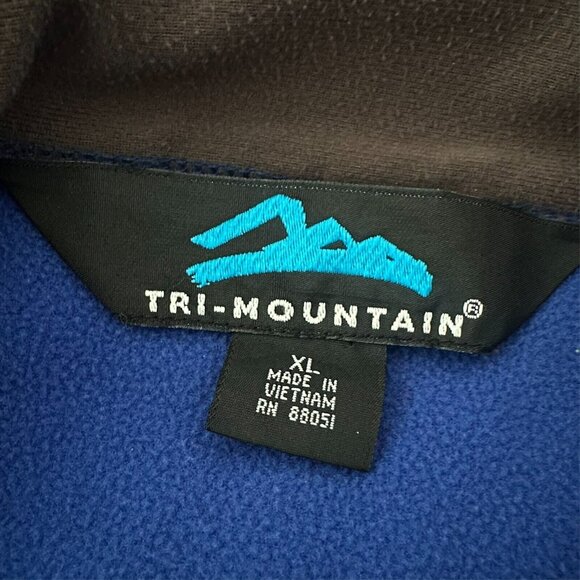 TRI-MOUNTAIN®
XL
MADE IN
VIETNAM
RN 88051